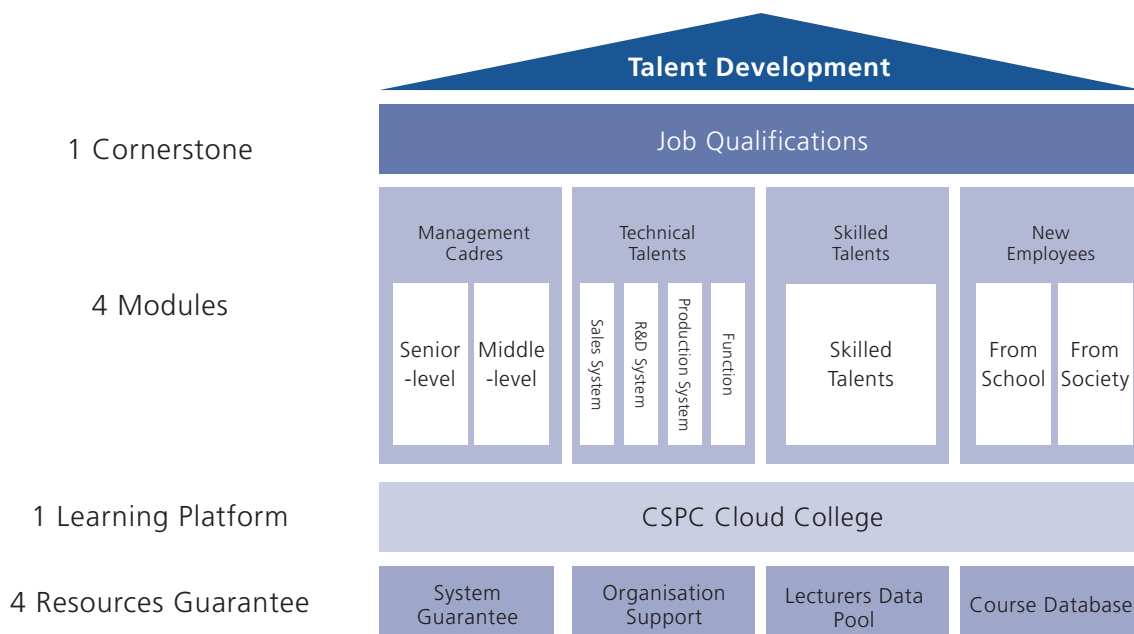 Talent Development
1 Cornerstone
Job Qualifications
4 Modules
Management
Cadres
Senior
-level
Middle
-level
Technical
Talents
Sales System
R&D System
Production System
Function
Skilled
Talents
Skilled
Talents
New
Employees
From
School
From
Society
1 Learning Platform
CSPC Cloud College
4 Resources Guarantee
System
Guarantee
Organisation
Support
Lecturers Data
Pool
Course Database